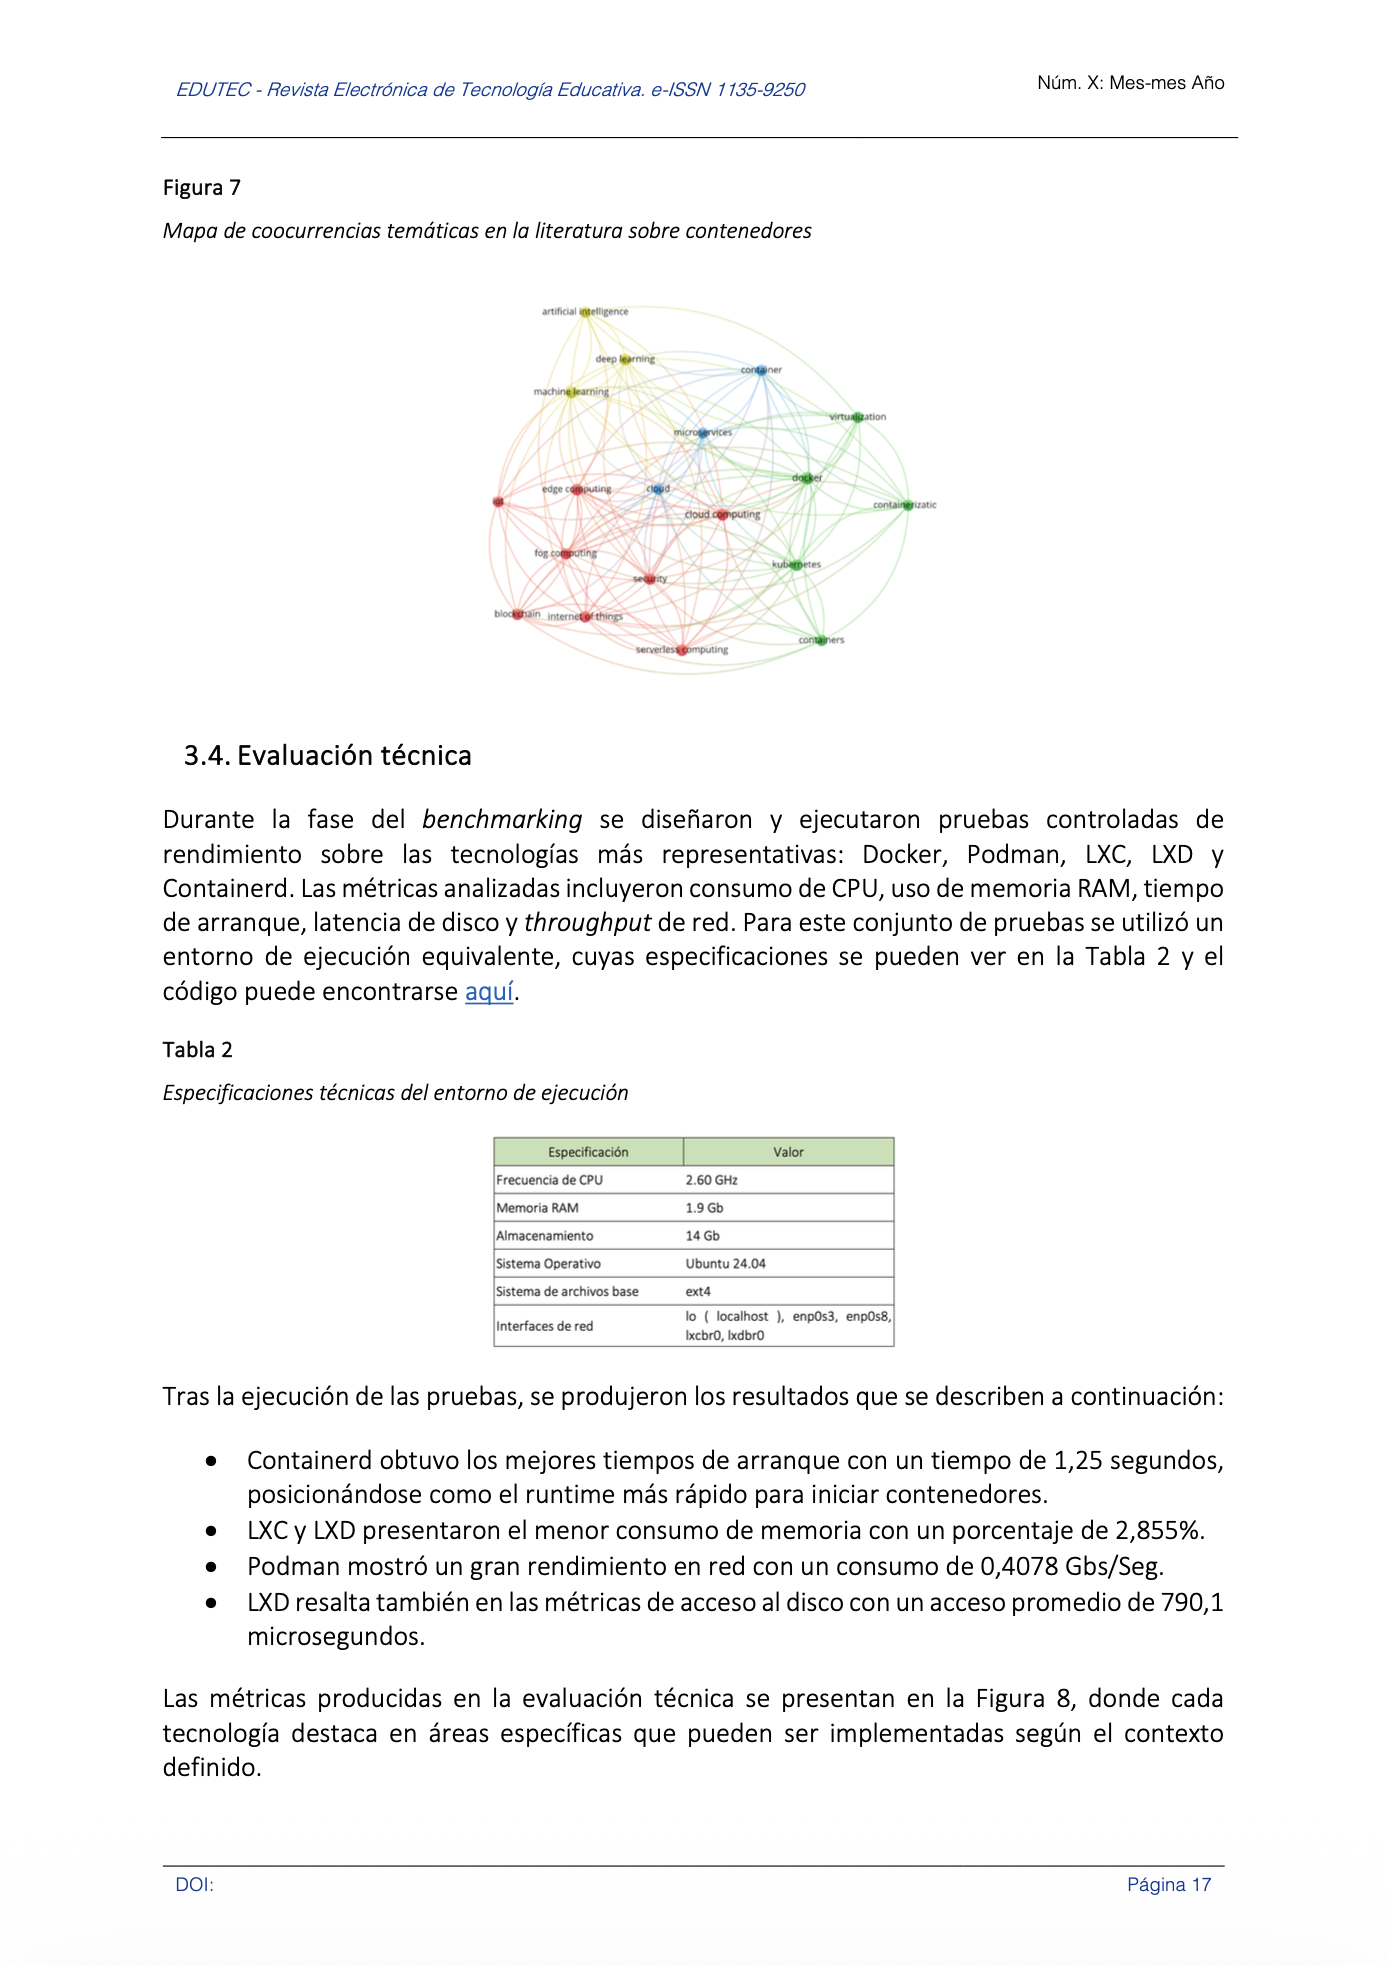 EDUTEC - Revista Electrónica de Tecnología Educativa. e-ISSN 1135-9250
Núm. X: Mes-mes Año
Figura 7
Mapa de coocurrencias temáticas en la literatura sobre contenedores
artificial intelligence
deep learning
container
machine learning
virtualization
microservices
docker
edge computing
cloud
iot
containerizatic
cloud computing
fog computing
kubernetes
security
blockchain
internet of things
containers
serverless computing
3.4. Evaluación técnica
Durante la fase del benchmarking se diseñaron y ejecutaron pruebas controladas de
rendimiento sobre las tecnologías más representativas: Docker, Podman, LXC, LXD y
Containerd. Las métricas analizadas incluyeron consumo de CPU, uso de memoria RAM, tiempo
de arranque, latencia de disco y throughput de red. Para este conjunto de pruebas se utilizó un
entorno de ejecución equivalente, cuyas especificaciones se pueden ver en la Tabla 2 y el
código puede encontrarse aquí.
Tabla 2
Especificaciones técnicas del entorno de ejecución
Especificación Valor
Frecuencia de CPU 2.60 GHz
Memoria RAM 1.9 Gb
Almacenamiento 14 Gb
Sistema Operativo Ubuntu 24.04
Sistema de archivos base ext4
Interfaces de red lo ( localhost ), enp0s3, enp0s8,
lxcbr0, lxdbr0
Tras la ejecución de las pruebas, se produjeron los resultados que se describen a continuación:
• Containerd obtuvo los mejores tiempos de arranque con un tiempo de 1,25 segundos,
posicionándose como el runtime más rápido para iniciar contenedores.
• LXC y LXD presentaron el menor consumo de memoria con un porcentaje de 2,855%.
• Podman mostró un gran rendimiento en red con un consumo de 0,4078 Gbs/Seg.
• LXD resalta también en las métricas de acceso al disco con un acceso promedio de 790,1
microsegundos.
Las métricas producidas en la evaluación técnica se presentan en la Figura 8, donde cada
tecnología destaca en áreas específicas que pueden ser implementadas según el contexto
definido.
DOI:
Página 17